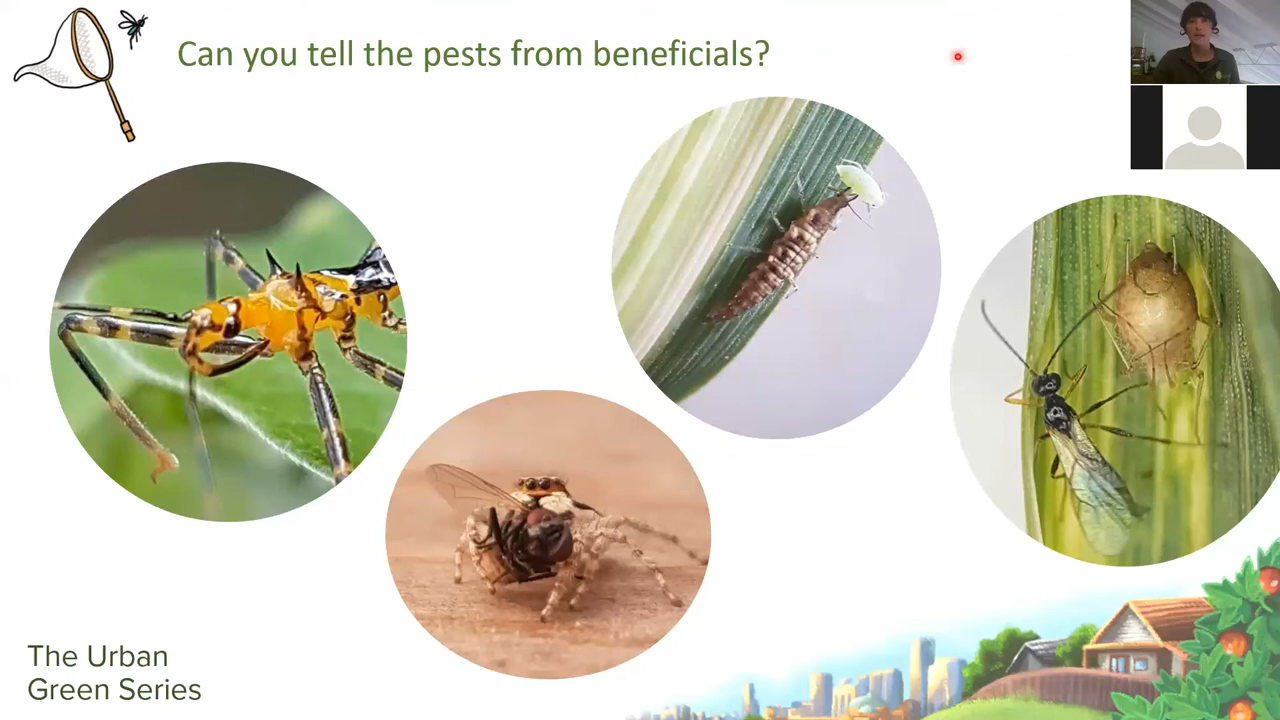 Can you tell the pests from beneficials?
The Urban
Green Series